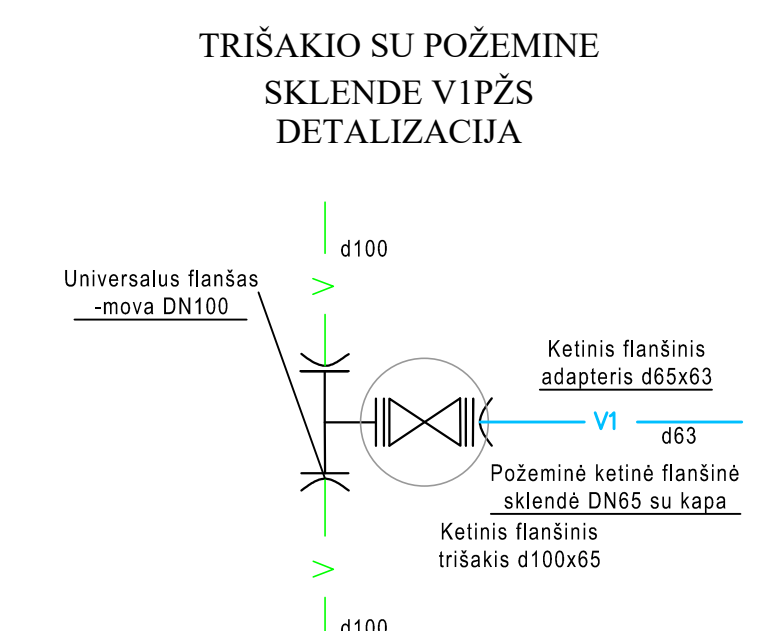 TRIŠAKIO SU POŽEMINE
SKLENDE V1PŽS
DETALIZACIJA
d100
Universalus flanšas
-mova DN100
V
Ketinis flanšinis
adapteris d65x63
V1
d63
Požeminė ketinė flanšinė
sklendė DN65 su kapa
Ketinis flanšinis
trišakis d100x65
V
d100